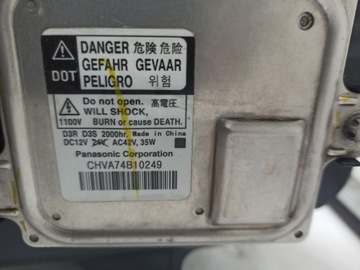 DANGER 危険 危险
GEFAHR GEVAAR
DOT PELIGRO 위험
Do not open. 高電圧
WILL SHOCK,
1100V BURN or cause DEATH.
D3R D3S 2000hr. Made in China
DC12V 24V AC42V, 35W
Panasonic Corporation
CHVA74B10249